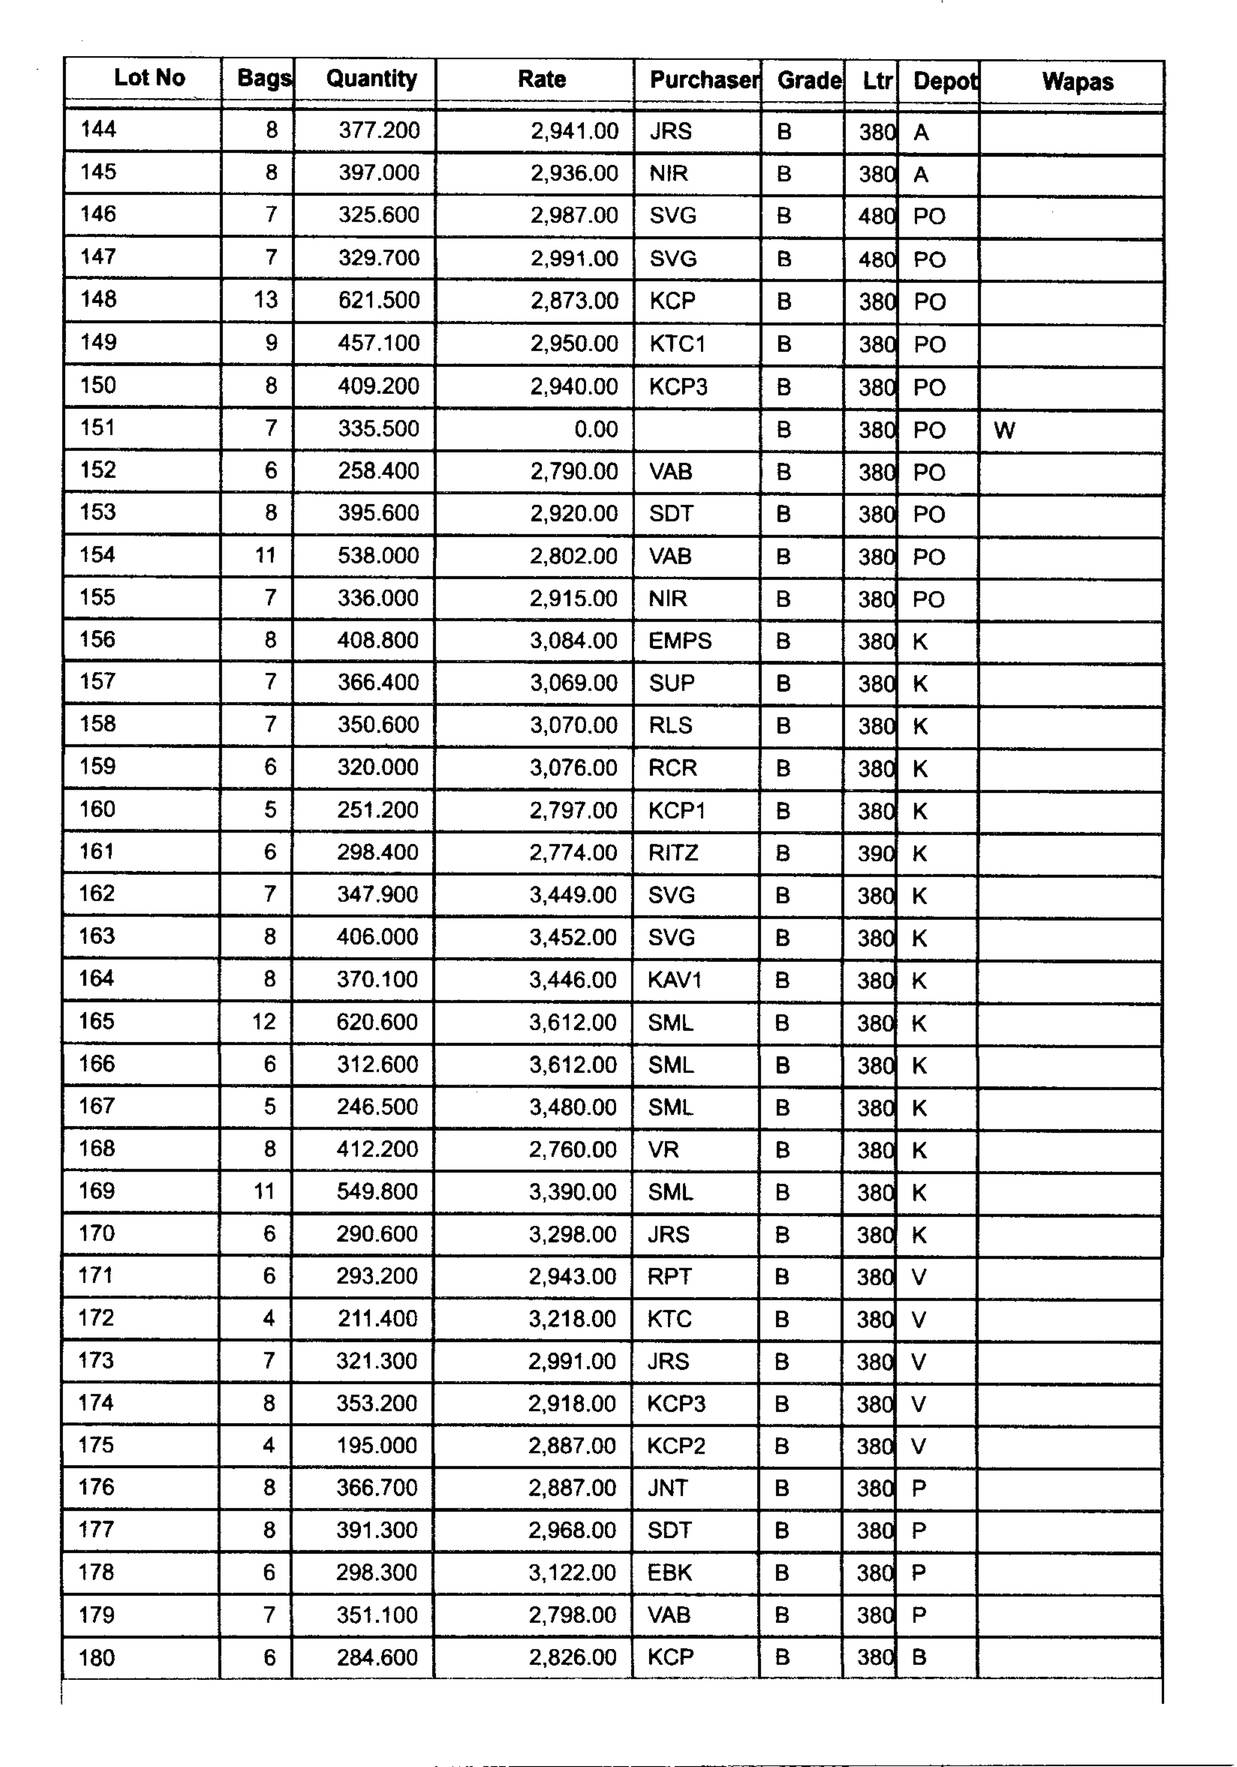 Lot No Bags Quantity Rate Purchaser Grade Ltr Depot Wapas
144 8 377.200 2,941.00 JRS B 380 A
145 8 397.000 2,936.00 NIR B 380 A
146 7 325.600 2,987.00 SVG B 480 PO
147 7 329.700 2,991.00 SVG B 480 PO
148 13 621.500 2,873.00 KCP B 380 PO
149 9 457.100 2,950.00 KTC1 B 380 PO
150 8 409.200 2,940.00 KCP3 B 380 PO
151 7 335.500 0.00 B 380 PO W
152 6 258.400 2,790.00 VAB B 380 PO
153 8 395.600 2,920.00 SDT B 380 PO
154 11 538.000 2,802.00 VAB B 380 PO
155 7 336.000 2,915.00 NIR B 380 PO
156 8 408.800 3,084.00 EMPS B 380 K
157 7 366.400 3,069.00 SUP B 380 K
158 7 350.600 3,070.00 RLS B 380 K
159 6 320.000 3,076.00 RCR B 380 K
160 5 251.200 2,797.00 KCP1 B 380 K
161 6 298.400 2,774.00 RITZ B 390 K
162 7 347.900 3,449.00 SVG B 380 K
163 8 406.000 3,452.00 SVG B 380 K
164 8 370.100 3,446.00 KAV1 B 380 K
165 12 620.600 3,612.00 SML B 380 K
166 6 312.600 3,612.00 SML B 380 K
167 5 246.500 3,480.00 SML B 380 K
168 8 412.200 2,760.00 VR B 380 K
169 11 549.800 3,390.00 SML B 380 K
170 6 290.600 3,298.00 JRS B 380 K
171 6 293.200 2,943.00 RPT B 380 V
172 4 211.400 3,218.00 KTC B 380 V
173 7 321.300 2,991.00 JRS B 380 V
174 8 353.200 2,918.00 KCP3 B 380 V
175 4 195.000 2,887.00 KCP2 B 380 V
176 8 366.700 2,887.00 JNT B 380 P
177 8 391.300 2,968.00 SDT B 380 P
178 6 298.300 3,122.00 EBK B 380 P
179 7 351.100 2,798.00 VAB B 380 P
180 6 284.600 2,826.00 KCP B 380 B